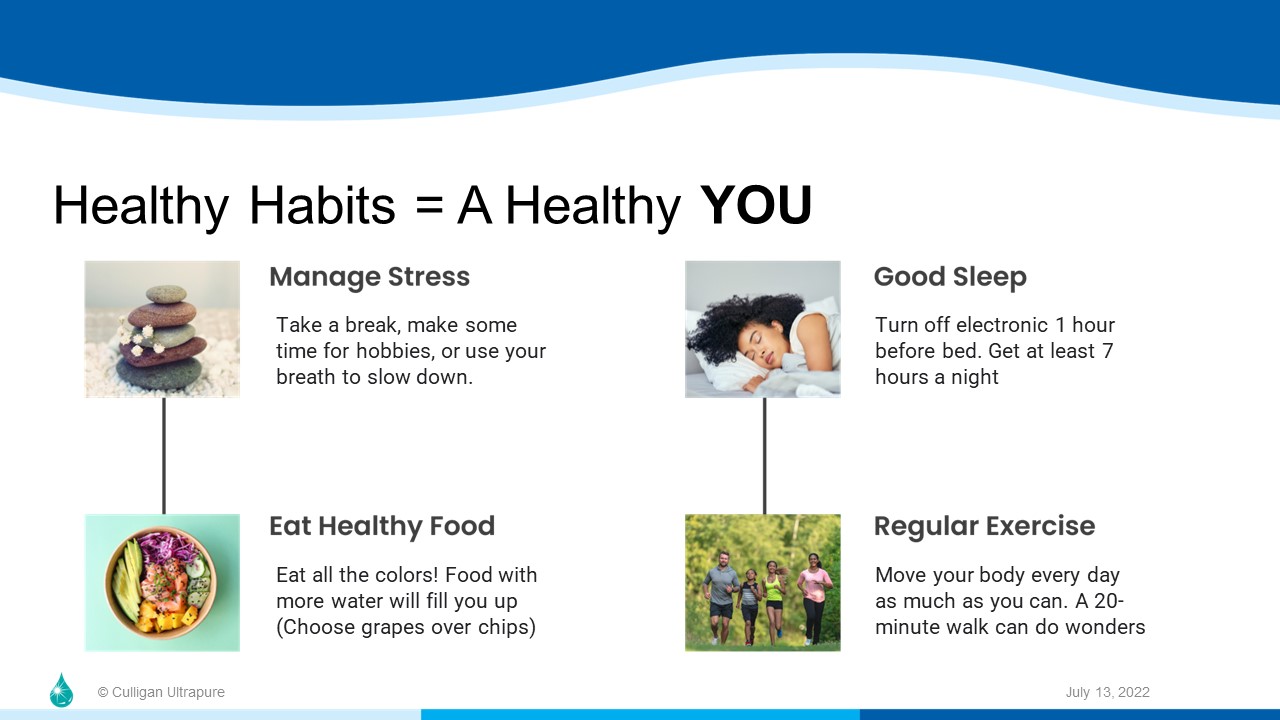 Healthy Habits = A Healthy YOU
Manage Stress
Take a break, make some
time for hobbies, or use your
breath to slow down.
Good Sleep
Turn off electronic 1 hour
before bed. Get at least 7
hours a night
Eat Healthy Food
Eat all the colors! Food with
more water will fill you up
(Choose grapes over chips)
Regular Exercise
Move your body every day
as much as you can. A 20-
minute walk can do wonders
© Culligan Ultrapure
July 13, 2022